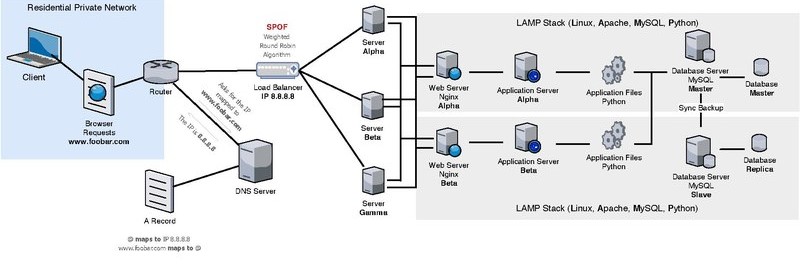 Residential Private Network
Client
Browser
Requests
www.foobar.com
Router
SPOF
Weighted
Round Robin
Algorithm
Load Balancer
IP 8.8.8.8
Asks for the IP
mapped to
www.foobar.com
The IP is 8.8.8.8
DNS Server
A Record
@ maps to IP 8.8.8.8
www.foobar.com maps to @
Server
Alpha
Server
Beta
Server
Gamma
LAMP Stack (Linux, Apache, MySQL, Python)
Web Server
Nginx
Alpha
Application Server
Alpha
Application Files
Python
Database Server
MySQL
Master
Database
Master
Sync Backup
Web Server
Nginx
Beta
Application Server
Beta
Application Files
Python
Database Server
MySQL
Slave
Database
Replica
LAMP Stack (Linux, Apache, MySQL, Python)